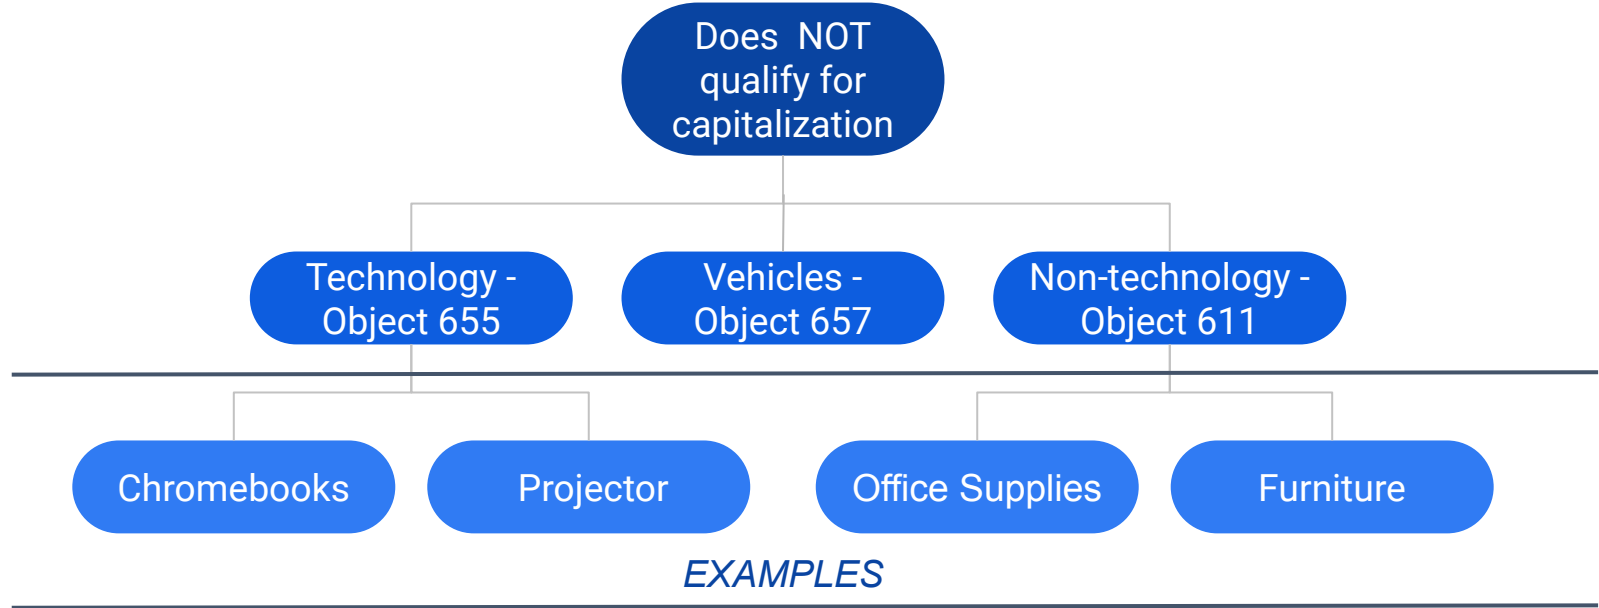 Does  NOT
qualify for
capitalization
Technology -
Object 655
Vehicles -
Object 657
Non-technology -
Object 611
Chromebooks
Projector
Office Supplies
Furniture
EXAMPLES